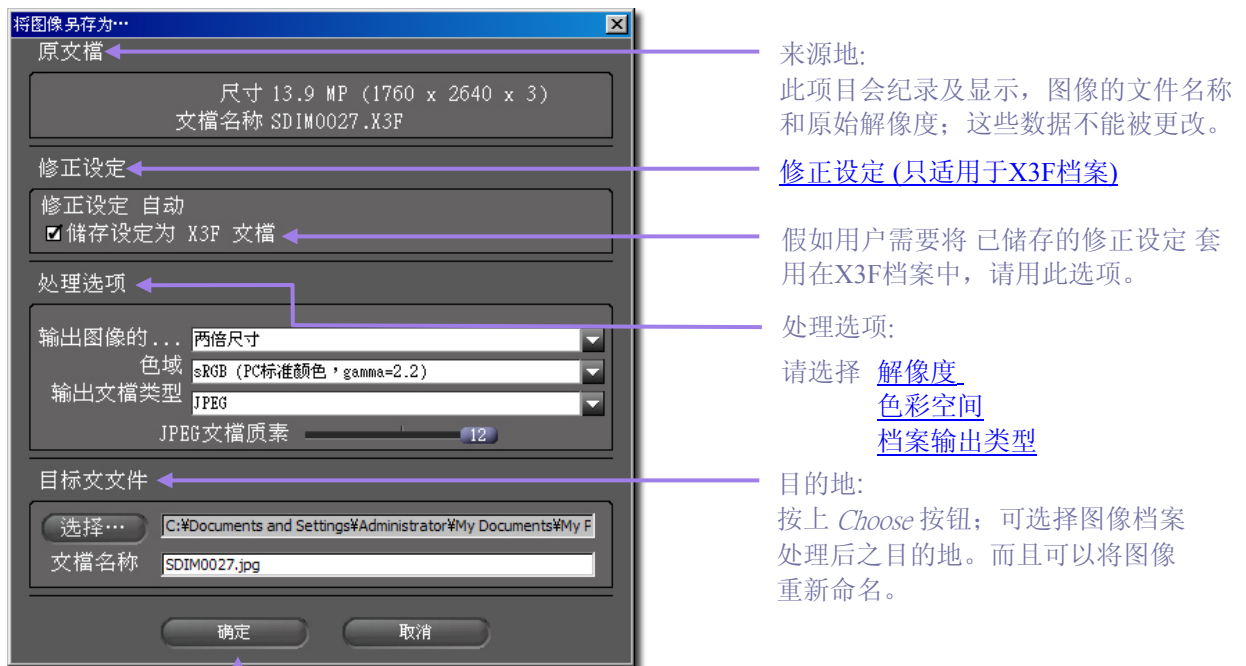 将图像另存为…
原文檔
尺寸 13.9 MP (1760 x 2640 x 3)
文檔名称 SDIM0027.X3F
修正设定
修正设定 自动
储存设定为 X3F 文檔
处理选项
输出图像的... 两倍尺寸
色域 sRGB (PC标准颜色，gamma=2.2)
输出文檔类型 JPEG
JPEG文檔质素 12
目标文文件
选择… C:¥Documents and Settings¥Administrator¥My Documents¥My P
文檔名称 SDIM0027.jpg
确定 取消
来源地:
此项目会纪录及显示，图像的文件名称
和原始解像度；这些数据不能被更改。
修正设定 (只适用于X3F档案)
假如用户需要将 已储存的修正设定 套
用在X3F档案中，请用此选项。
处理选项:
请选择 解像度
色彩空间
档案输出类型
目的地:
按上 Choose 按钮；可选择图像档案
处理后之目的地。而且可以将图像
重新命名。